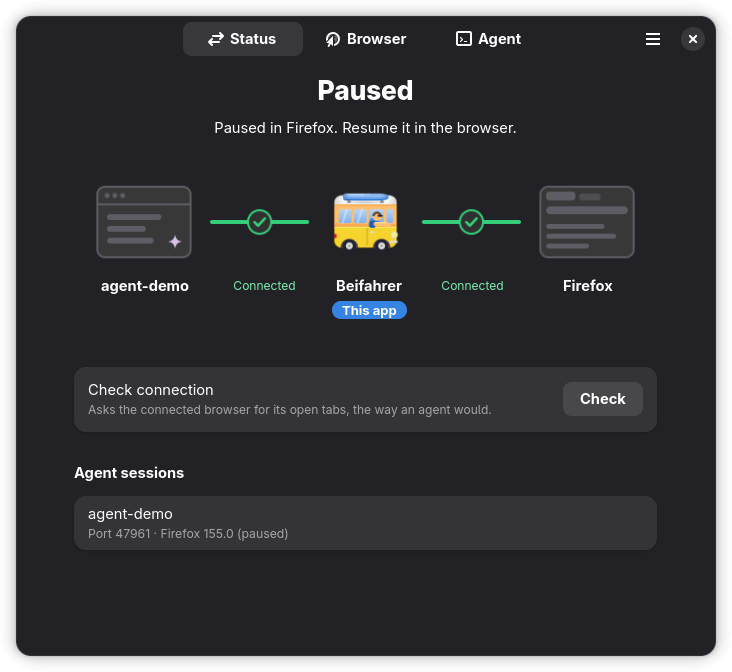 Status
Browser
Agent
Paused
Paused in Firefox. Resume it in the browser.
agent-demo
Connected
Beifahrer
Connected
Firefox
This app
Check connection
Asks the connected browser for its open tabs, the way an agent would.
Check
Agent sessions
agent-demo
Port 47961 · Firefox 155.0 (paused)